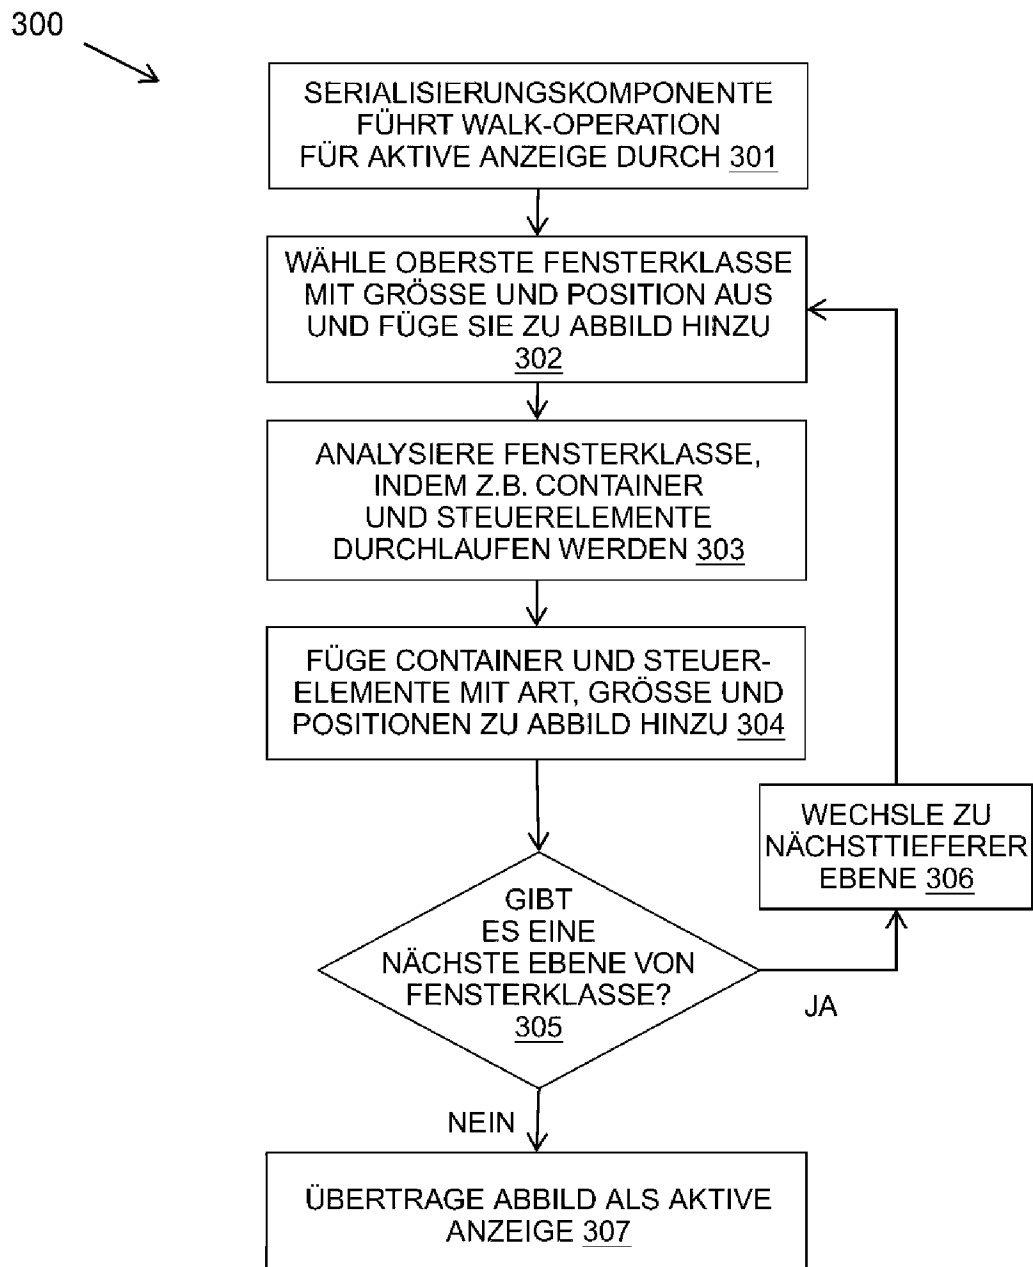 300
SERIALISIERUNGSKOMPONENTE
FÜHRT WALK-OPERATION
FÜR AKTIVE ANZEIGE DURCH 301
WÄHLE OBERSTE FENSTERKLASSE
MIT GRÖSSE UND POSITION AUS
UND FÜGE SIE ZU ABBILD HINZU
302
ANALYSIERE FENSTERKLASSE,
INDEM Z.B. CONTAINER
UND STEUERELEMENTE
DURCHLAUFEN WERDEN 303
FÜGE CONTAINER UND STEUER-
ELEMENTE MIT ART, GRÖSSE UND
POSITIONEN ZU ABBILD HINZU 304
WECHSLE ZU
NÄCHSTTIEFERER
EBENE 306
GIBT
ES EINE
NÄCHSTE EBENE VON
FENSTERKLASSE?
305
JA
NEIN
ÜBERTRAGE ABBILD ALS AKTIVE
ANZEIGE 307